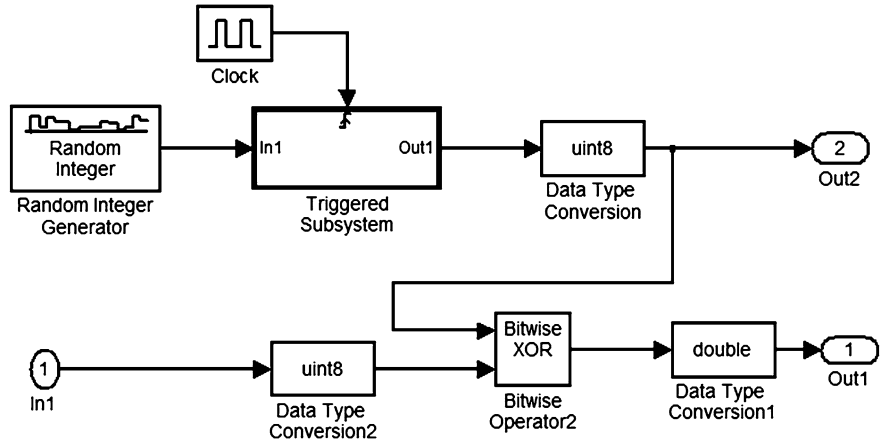 Clock
Random
Integer
Random Integer
Generator
In1
Out1
Triggered
Subsystem
uint8
Data Type
Conversion
2
Out2
1
In1
uint8
Data Type
Conversion2
Bitwise
XOR
Bitwise
Operator2
double
Data Type
Conversion1
1
Out1